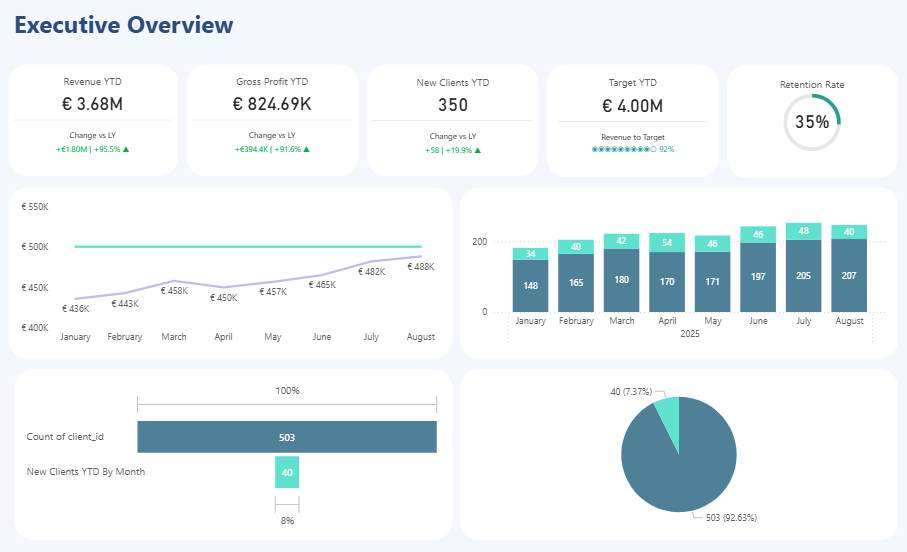 Executive Overview
Revenue YTD
€ 3.68M
Change vs LY
+€1.80M | +95.5% ▲
Gross Profit YTD
€ 824.69K
Change vs LY
+€394.4K | +91.6% ▲
New Clients YTD
350
Change vs LY
+58 | +19.9% ▲
Target YTD
€ 4.00M
Revenue to Target
◉◉◉◉◉◉◉◉◉○ 92%
Retention Rate
35%
€ 550K
€ 500K
€ 450K
€ 400K
€ 436K
€ 443K
€ 458K
€ 450K
€ 457K
€ 465K
€ 482K
€ 488K
January February March April May June July August
200
0
34 40 42 54 46 46 48 40
148 165 180 170 171 197 205 207
January February March April May June July August
2025
100%
Count of client_id 503
New Clients YTD By Month 40
8%
40 (7.37%)
503 (92.63%)